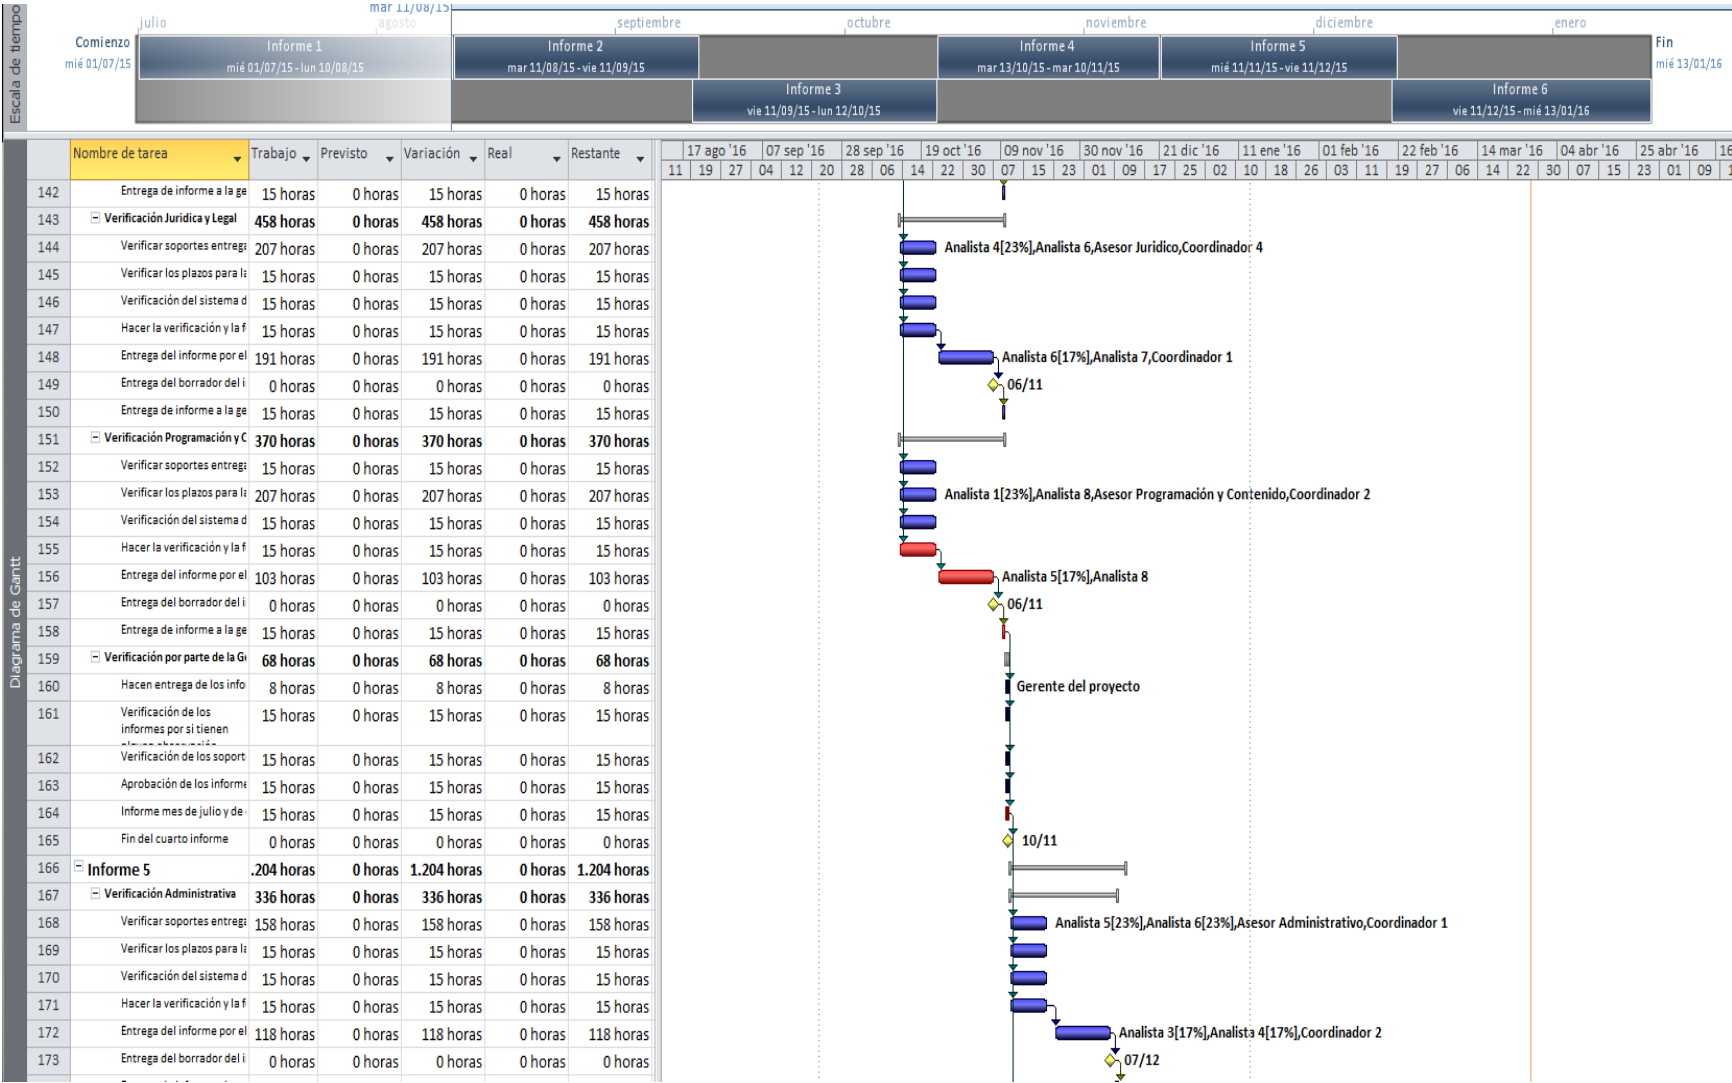 mar 11/08/15
julio agosto septiembre octubre noviembre diciembre enero
Escala de tiempo
Comienzo
mié 01/07/15
Informe 1
mié 01/07/15 - lun 10/08/15
Informe 2
mar 11/08/15 - vie 11/09/15
Informe 4
mar 13/10/15 - mar 10/11/15
Informe 5
mié 11/11/15 - vie 11/12/15
Fin
mié 13/01/16
Informe 3
vie 11/09/15 - lun 12/10/15
Informe 6
vie 11/12/15 - mié 13/01/16
Diagrama de Gantt
Nombre de tarea Trabajo Previsto Variación Real Restante
17 ago '16 07 sep '16 28 sep '16 19 oct '16 09 nov '16 30 nov '16 21 dic '16 11 ene '16 01 feb '16 22 feb '16 14 mar '16 04 abr '16 25 abr '16 16
11 19 27 04 12 20 28 06 14 22 30 07 15 23 01 09 17 25 02 10 18 26 03 11 19 27 06 14 22 30 07 15 23 01 09 1
142 Entrega de informe a la ge 15 horas 0 horas 15 horas 0 horas 15 horas
143 Verificación Juridica y Legal 458 horas 0 horas 458 horas 0 horas 458 horas
144 Verificar soportes entrega 207 horas 0 horas 207 horas 0 horas 207 horas Analista 4[23%],Analista 6,Asesor Juridico,Coordinador 4
145 Verificar los plazos para la 15 horas 0 horas 15 horas 0 horas 15 horas
146 Verificación del sistema d 15 horas 0 horas 15 horas 0 horas 15 horas
147 Hacer la verificación y la f 15 horas 0 horas 15 horas 0 horas 15 horas
148 Entrega del informe por el 191 horas 0 horas 191 horas 0 horas 191 horas Analista 6[17%],Analista 7,Coordinador 1
149 Entrega del borrador del i 0 horas 0 horas 0 horas 0 horas 0 horas 06/11
150 Entrega de informe a la ge 15 horas 0 horas 15 horas 0 horas 15 horas
151 Verificación Programación y C 370 horas 0 horas 370 horas 0 horas 370 horas
152 Verificar soportes entrega 15 horas 0 horas 15 horas 0 horas 15 horas
153 Verificar los plazos para la 207 horas 0 horas 207 horas 0 horas 207 horas Analista 1[23%],Analista 8,Asesor Programación y Contenido,Coordinador 2
154 Verificación del sistema d 15 horas 0 horas 15 horas 0 horas 15 horas
155 Hacer la verificación y la f 15 horas 0 horas 15 horas 0 horas 15 horas
156 Entrega del informe por el 103 horas 0 horas 103 horas 0 horas 103 horas Analista 5[17%],Analista 8
157 Entrega del borrador del i 0 horas 0 horas 0 horas 0 horas 0 horas 06/11
158 Entrega de informe a la ge 15 horas 0 horas 15 horas 0 horas 15 horas
159 Verificación por parte de la G 68 horas 0 horas 68 horas 0 horas 68 horas
160 Hacen entrega de los info 8 horas 0 horas 8 horas 0 horas 8 horas Gerente del proyecto
161 Verificación de los 15 horas 0 horas 15 horas 0 horas 15 horas
informes por si tienen
162 Verificación de los soport 15 horas 0 horas 15 horas 0 horas 15 horas
163 Aprobación de los informe 15 horas 0 horas 15 horas 0 horas 15 horas
164 Informe mes de julio y de 15 horas 0 horas 15 horas 0 horas 15 horas
165 Fin del cuarto informe 0 horas 0 horas 0 horas 0 horas 0 horas 10/11
166 Informe 5 .204 horas 0 horas 1.204 horas 0 horas 1.204 horas
167 Verificación Administrativa 336 horas 0 horas 336 horas 0 horas 336 horas
168 Verificar soportes entrega 158 horas 0 horas 158 horas 0 horas 158 horas Analista 5[23%],Analista 6[23%],Asesor Administrativo,Coordinador 1
169 Verificar los plazos para la 15 horas 0 horas 15 horas 0 horas 15 horas
170 Verificación del sistema d 15 horas 0 horas 15 horas 0 horas 15 horas
171 Hacer la verificación y la f 15 horas 0 horas 15 horas 0 horas 15 horas
172 Entrega del informe por el 118 horas 0 horas 118 horas 0 horas 118 horas Analista 3[17%],Analista 4[17%],Coordinador 2
173 Entrega del borrador del i 0 horas 0 horas 0 horas 0 horas 0 horas 07/12